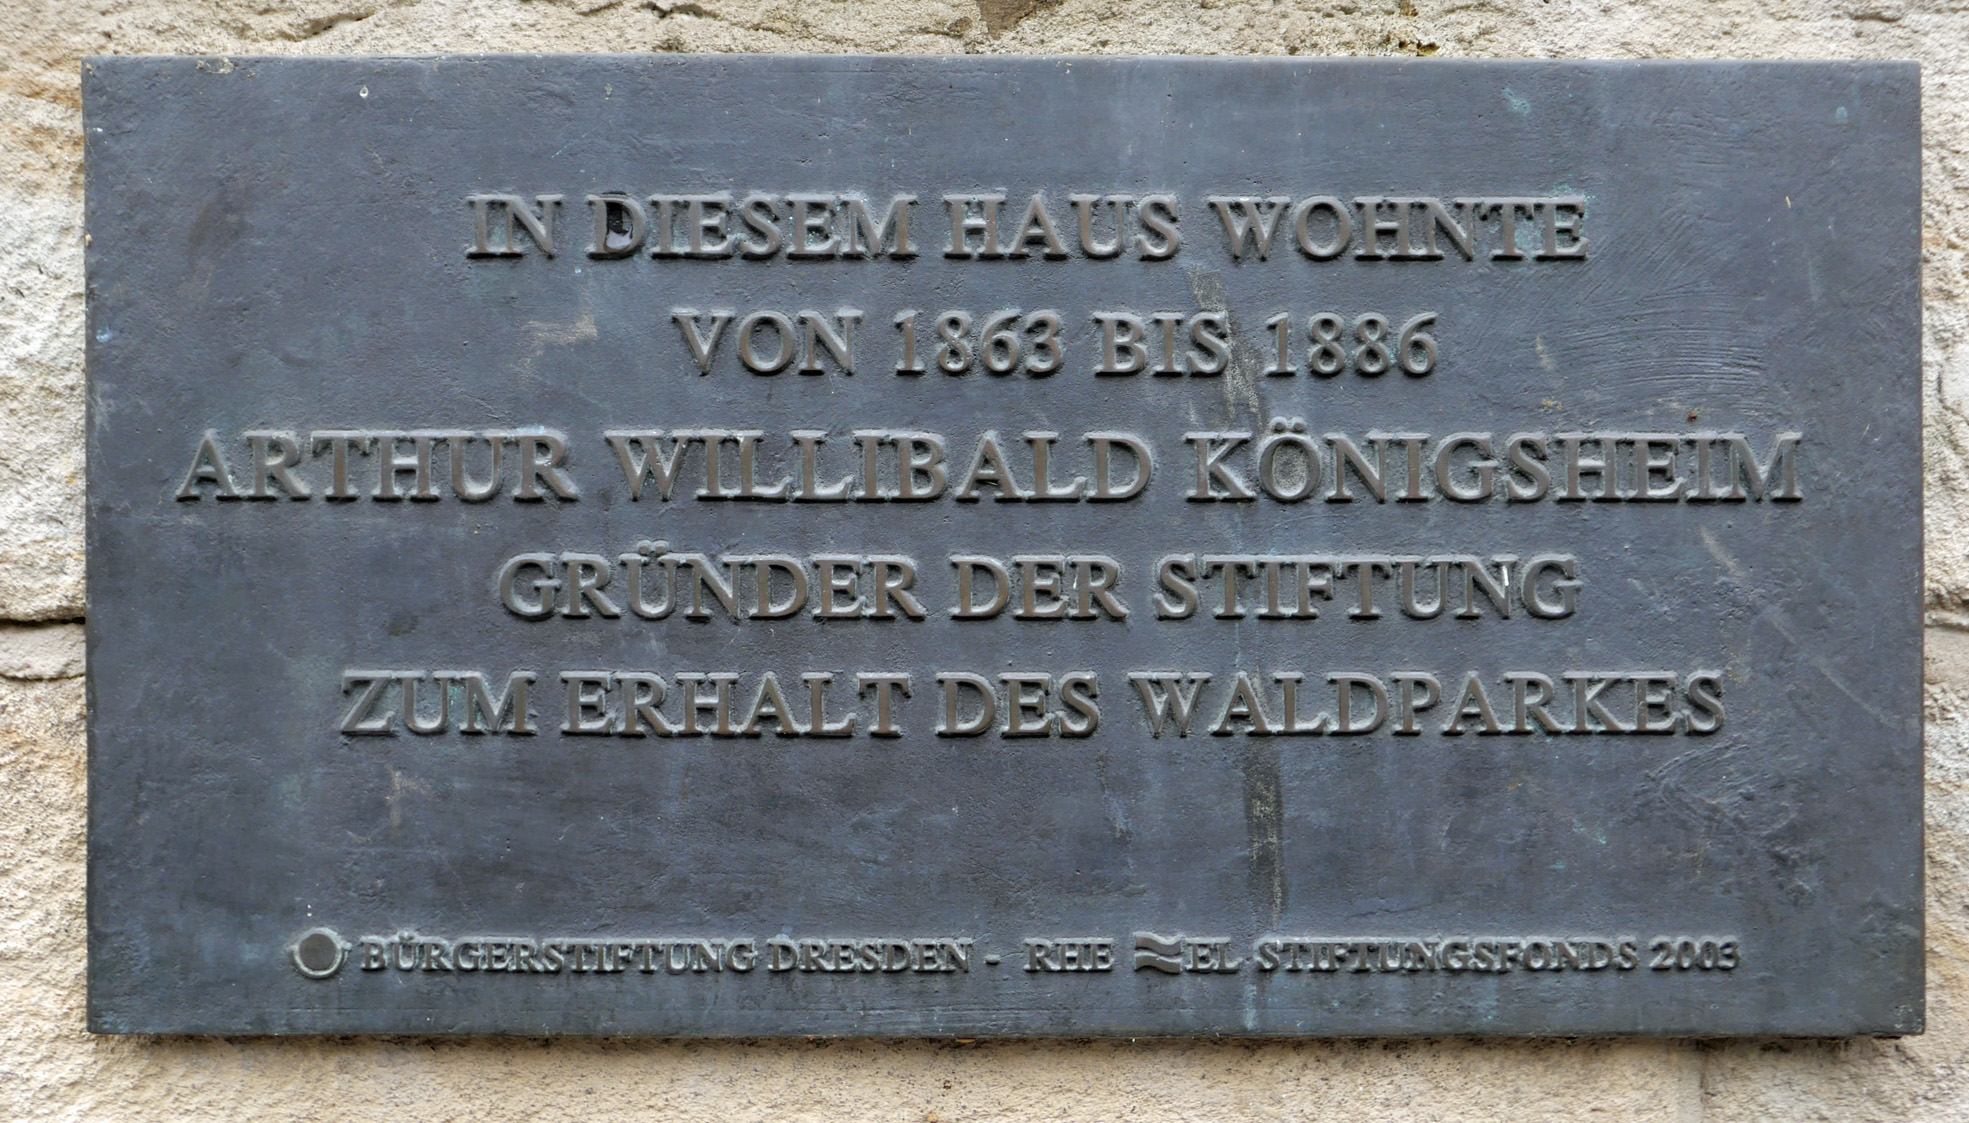 IN DIESEM HAUS WOHNTE
VON 1863 BIS 1886
ARTHUR WILLIBALD KÖNIGSHEIM
GRÜNDER DER STIFTUNG
ZUM ERHALT DES WALDPARKES
BÜRGERSTIFTUNG DRESDEN - RHE EL STIFTUNGSFONDS 2003